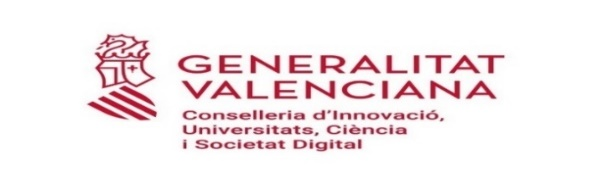 GENERALITAT
VALENCIANA
Conselleria d'Innovació,
Universitats, Ciència
i Societat Digital